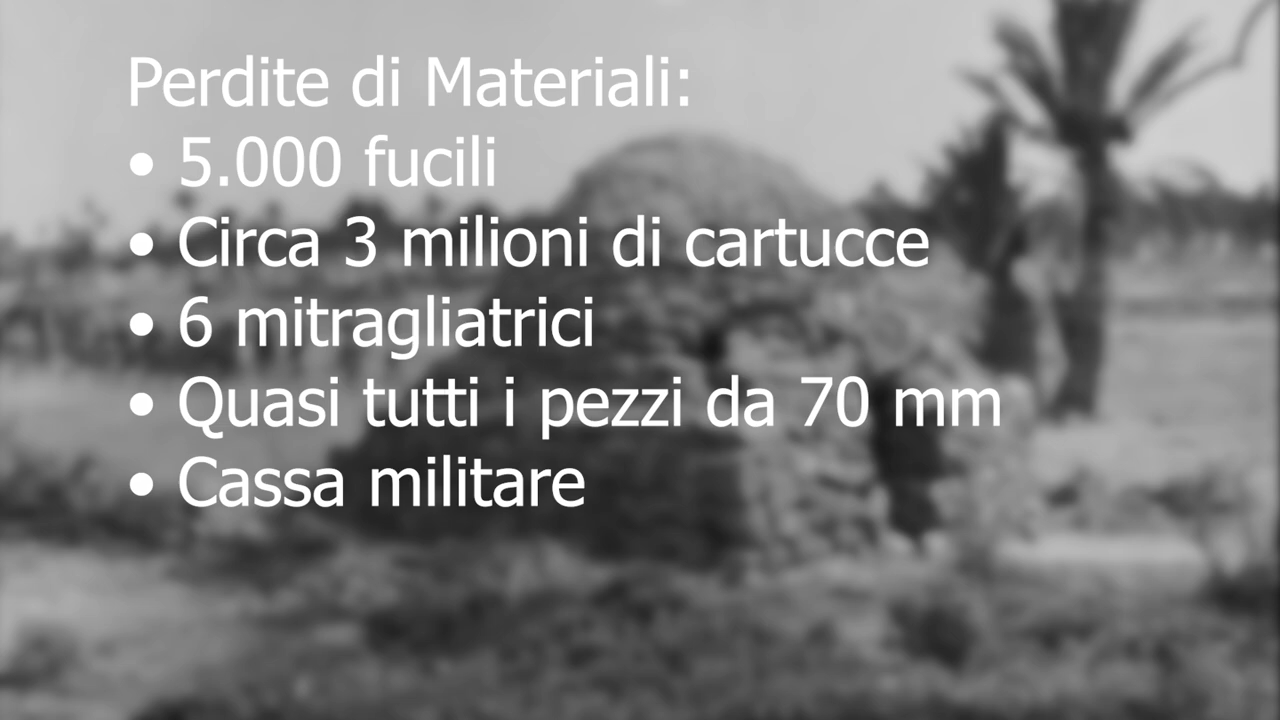 Perdite di Materiali:
• 5.000 fucili
• Circa 3 milioni di cartucce
• 6 mitragliatrici
• Quasi tutti i pezzi da 70 mm
• Cassa militare